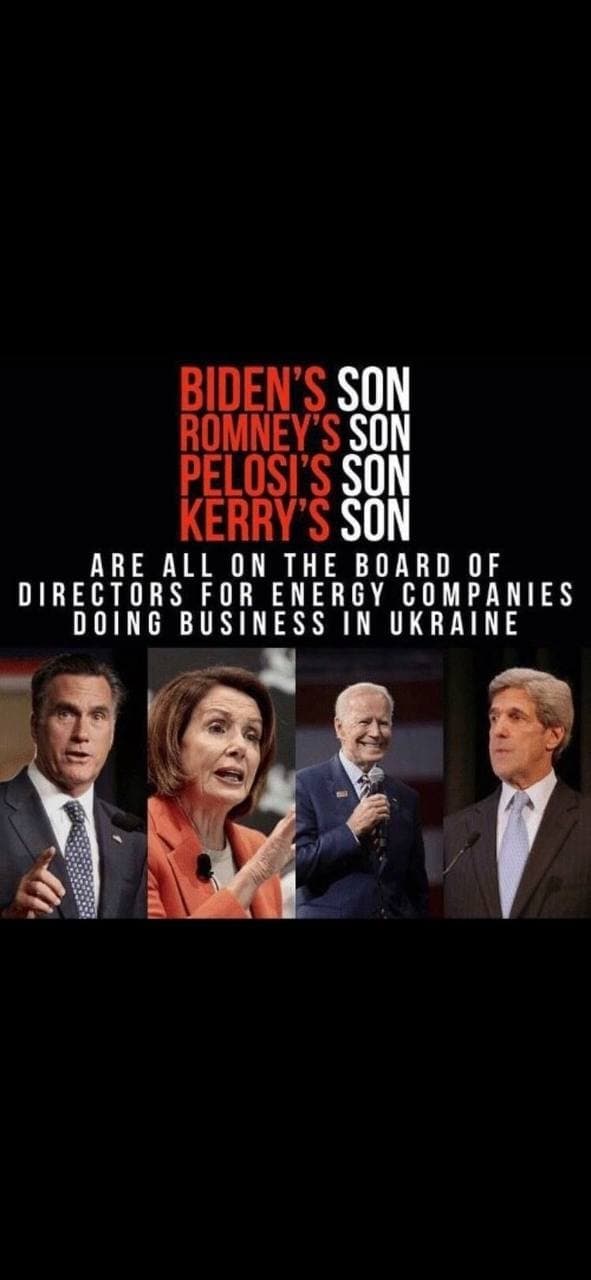 BIDEN'S SON
ROMNEY'S SON
PELOSI'S SON
KERRY'S SON
ARE ALL ON THE BOARD OF
DIRECTORS FOR ENERGY COMPANIES
DOING BUSINESS IN UKRAINE